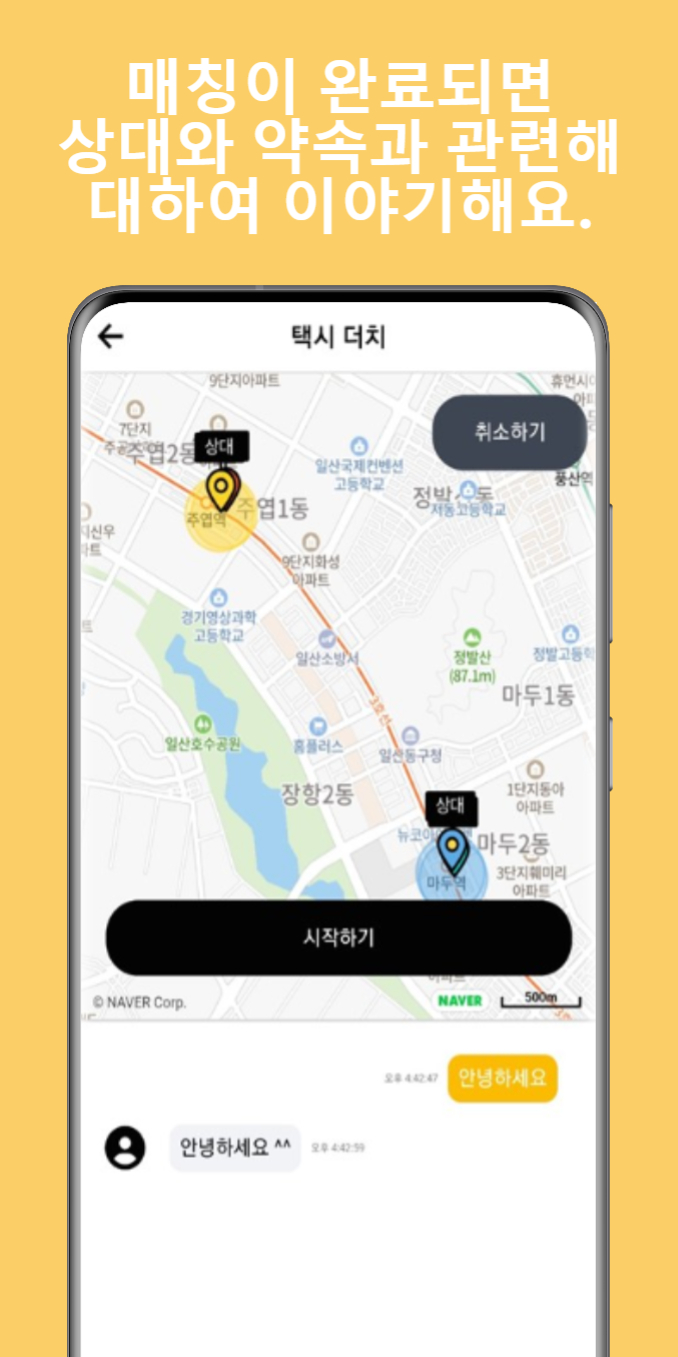 매칭이 완료되면
상대와 약속과 관련해
대하여 이야기해요.
택시 더치
9단지아파트
취소하기
7단지
상대
주엽2동
일산국제컨벤션
고등학교
풍산역
저동고등학교
주엽1동
주엽역
9단지화성
아파트
경기영상과학
고등학교
일산소방서
정발산
(87.1m)
정발고등학
마두1동
3호선
일산호수공원
홈플러스
일산동구청
장항2동
1단지동아
아파트
상대
마두2동
마두역
3단지훼미리
아파트
시작하기
© NAVER Corp.
NAVER
500m
오후 4:42:47
안녕하세요
안녕하세요 ^^
오후 4:42:59